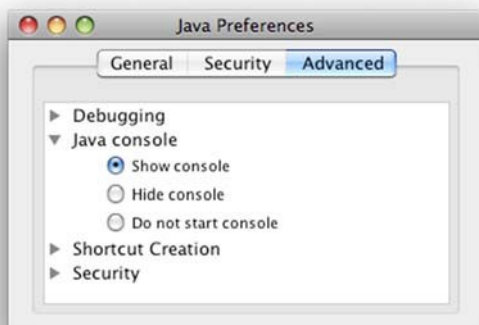 Java Preferences
General Security Advanced
Debugging
Java console
Show console
Hide console
Do not start console
Shortcut Creation
Security